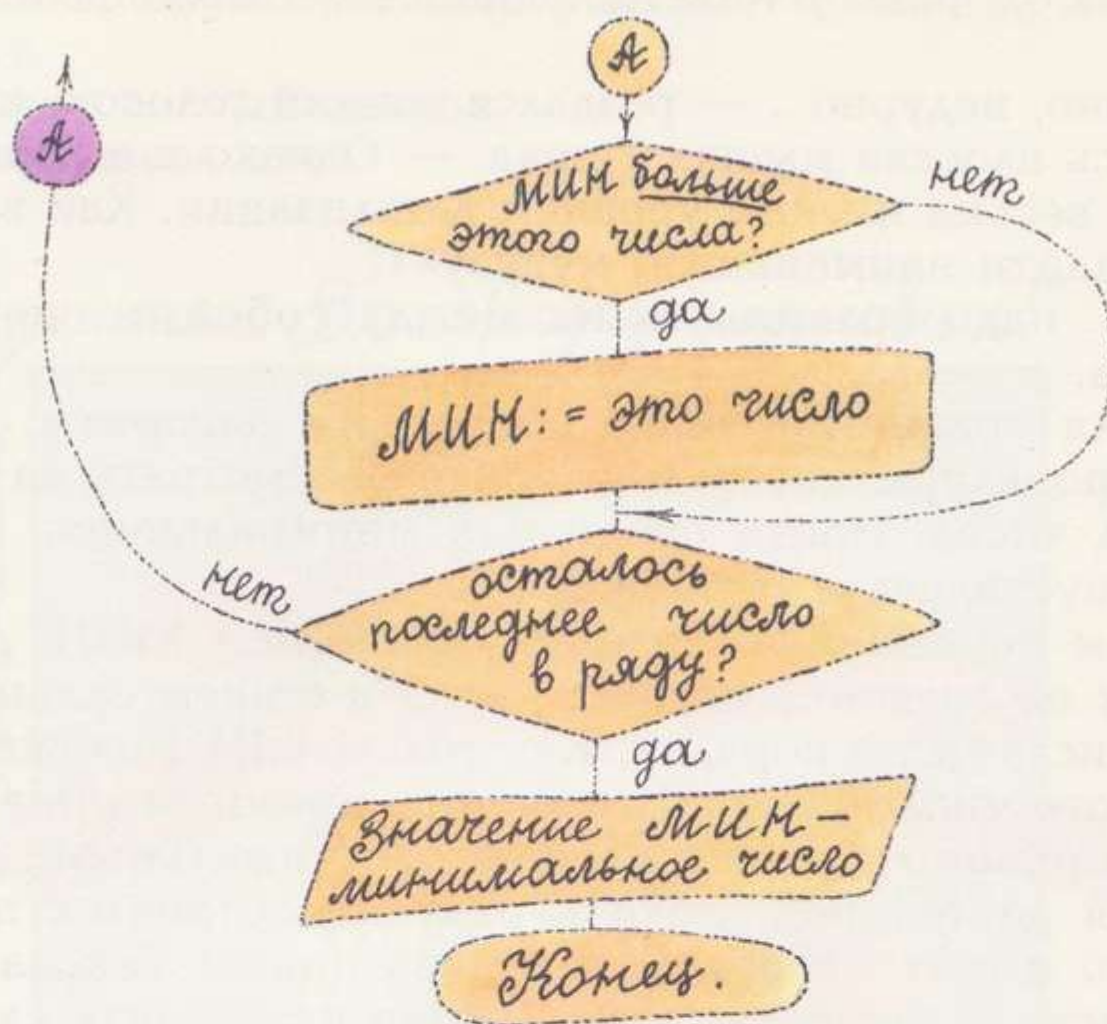 А
А
МИН больше
этого числа?
нет
да
МИН: = это число
нет
осталось
последнее число
в ряду?
да
Значение МИН –
минимальное число
Конец.